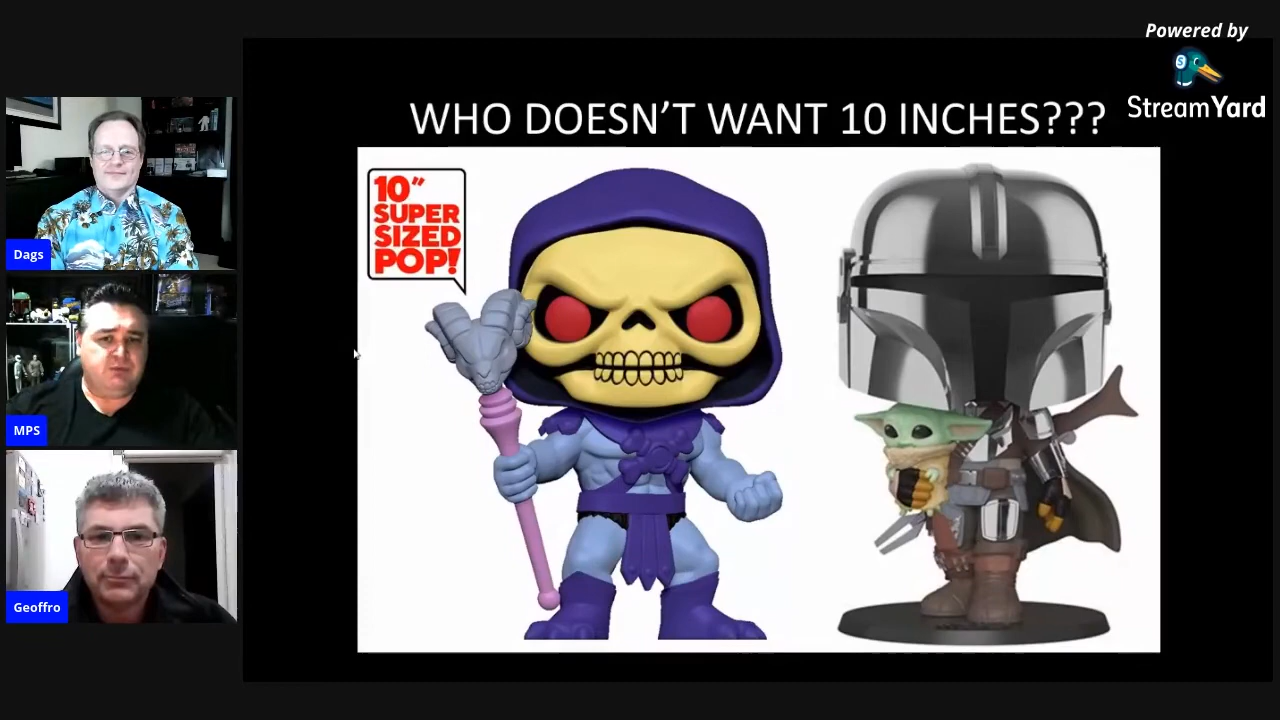 Powered by
StreamYard
WHO DOESN'T WANT 10 INCHES???
10"
SUPER
SIZED
POP!
Dags
MPS
Geoffro